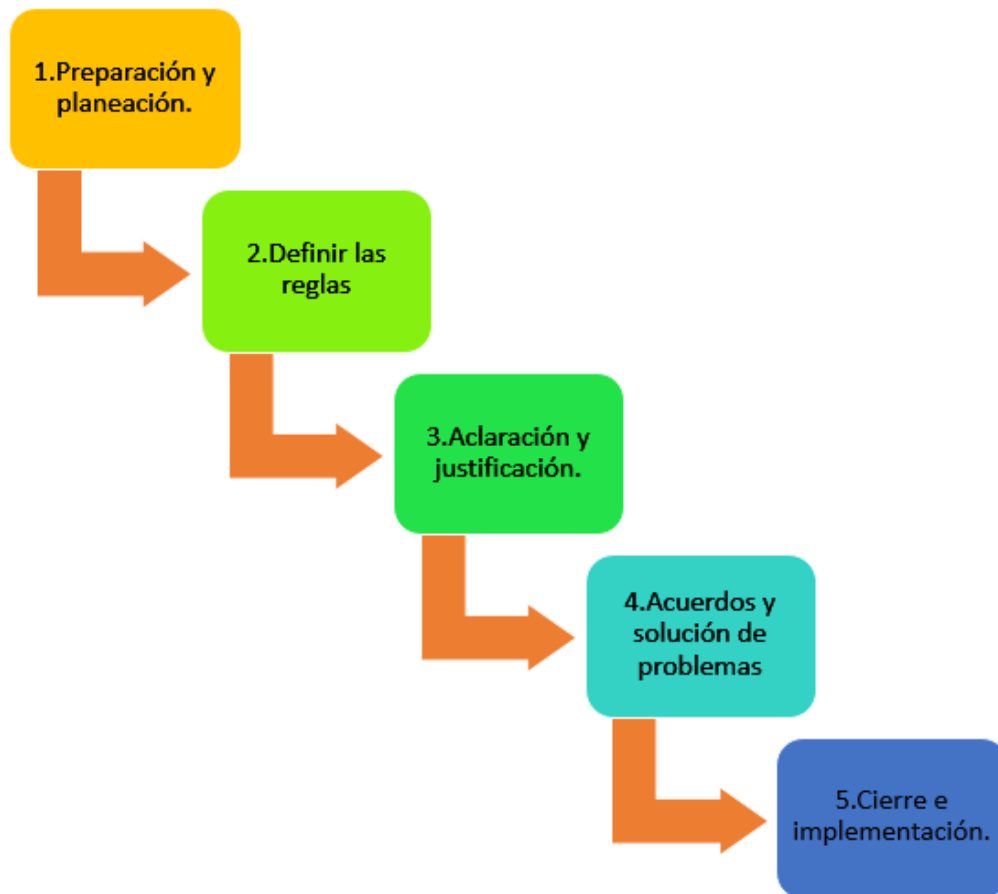 1.Preparación y
planeación.
2.Definir las
reglas
3.Aclaración y
justificación.
4.Acuerdos y
solución de
problemas
5.Cierre e
implementación.